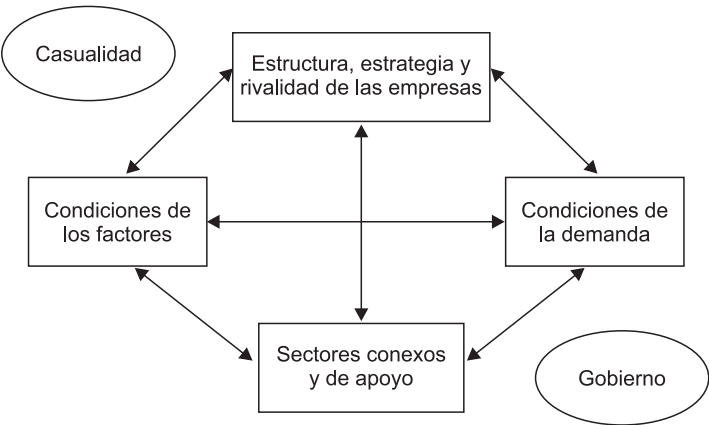 Casualidad
Estructura, estrategia y
rivalidad de las empresas
Condiciones de
los factores
Condiciones de
la demanda
Sectores conexos
y de apoyo
Gobierno